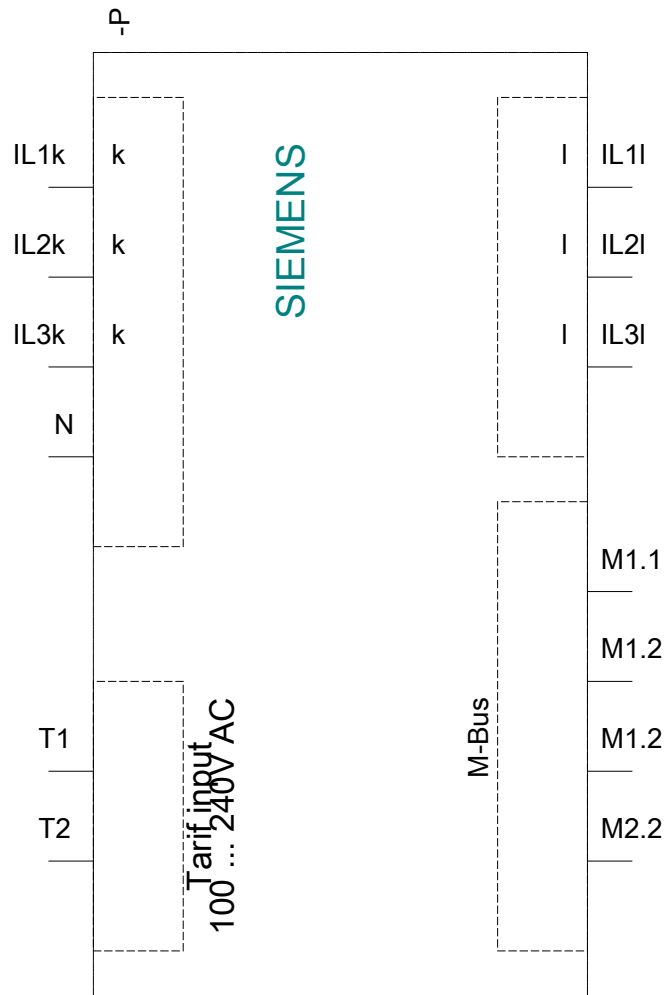 -P
IL1k k
IL2k k
IL3k k
N
SIEMENS
l IL1l
l IL2l
l IL3l
M1.1
M1.2
M1.2
M2.2
M-Bus
T1
T2
Tarif input
100 ... 240V AC